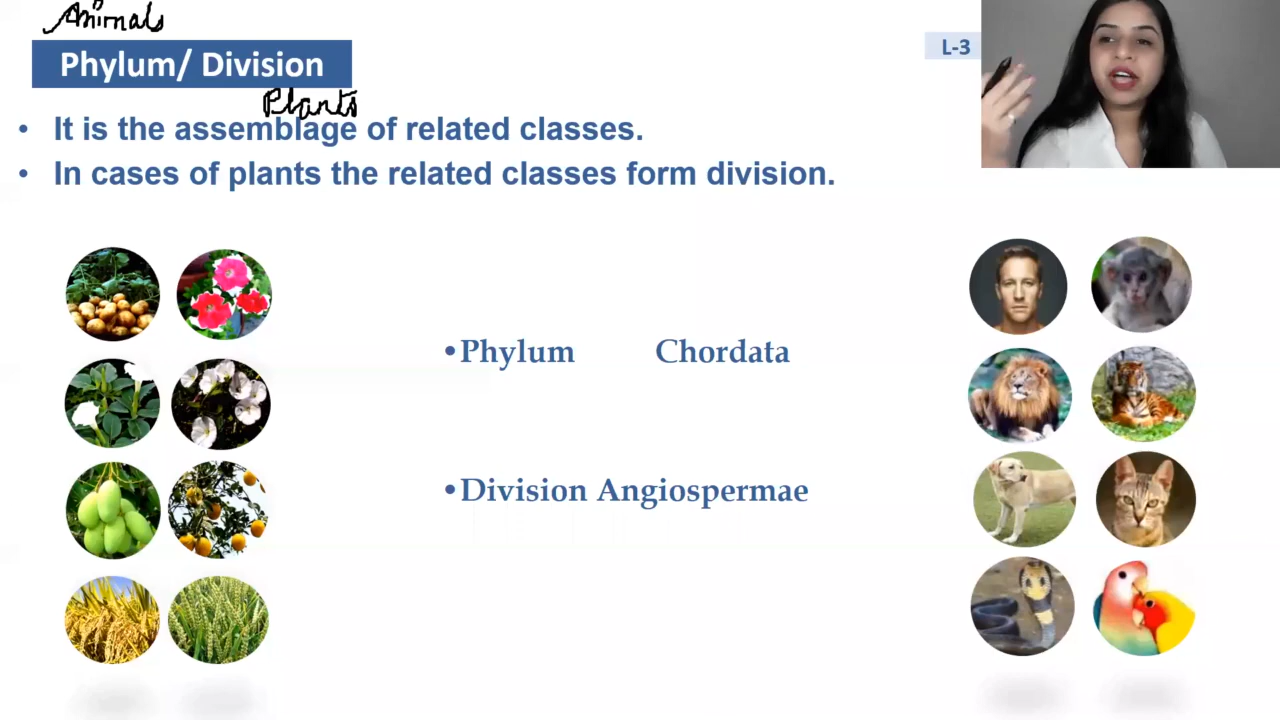 Animals
Phylum/ Division
L-3
Plants
• It is the assemblage of related classes.
• In cases of plants the related classes form division.
•Phylum Chordata
•Division Angiospermae